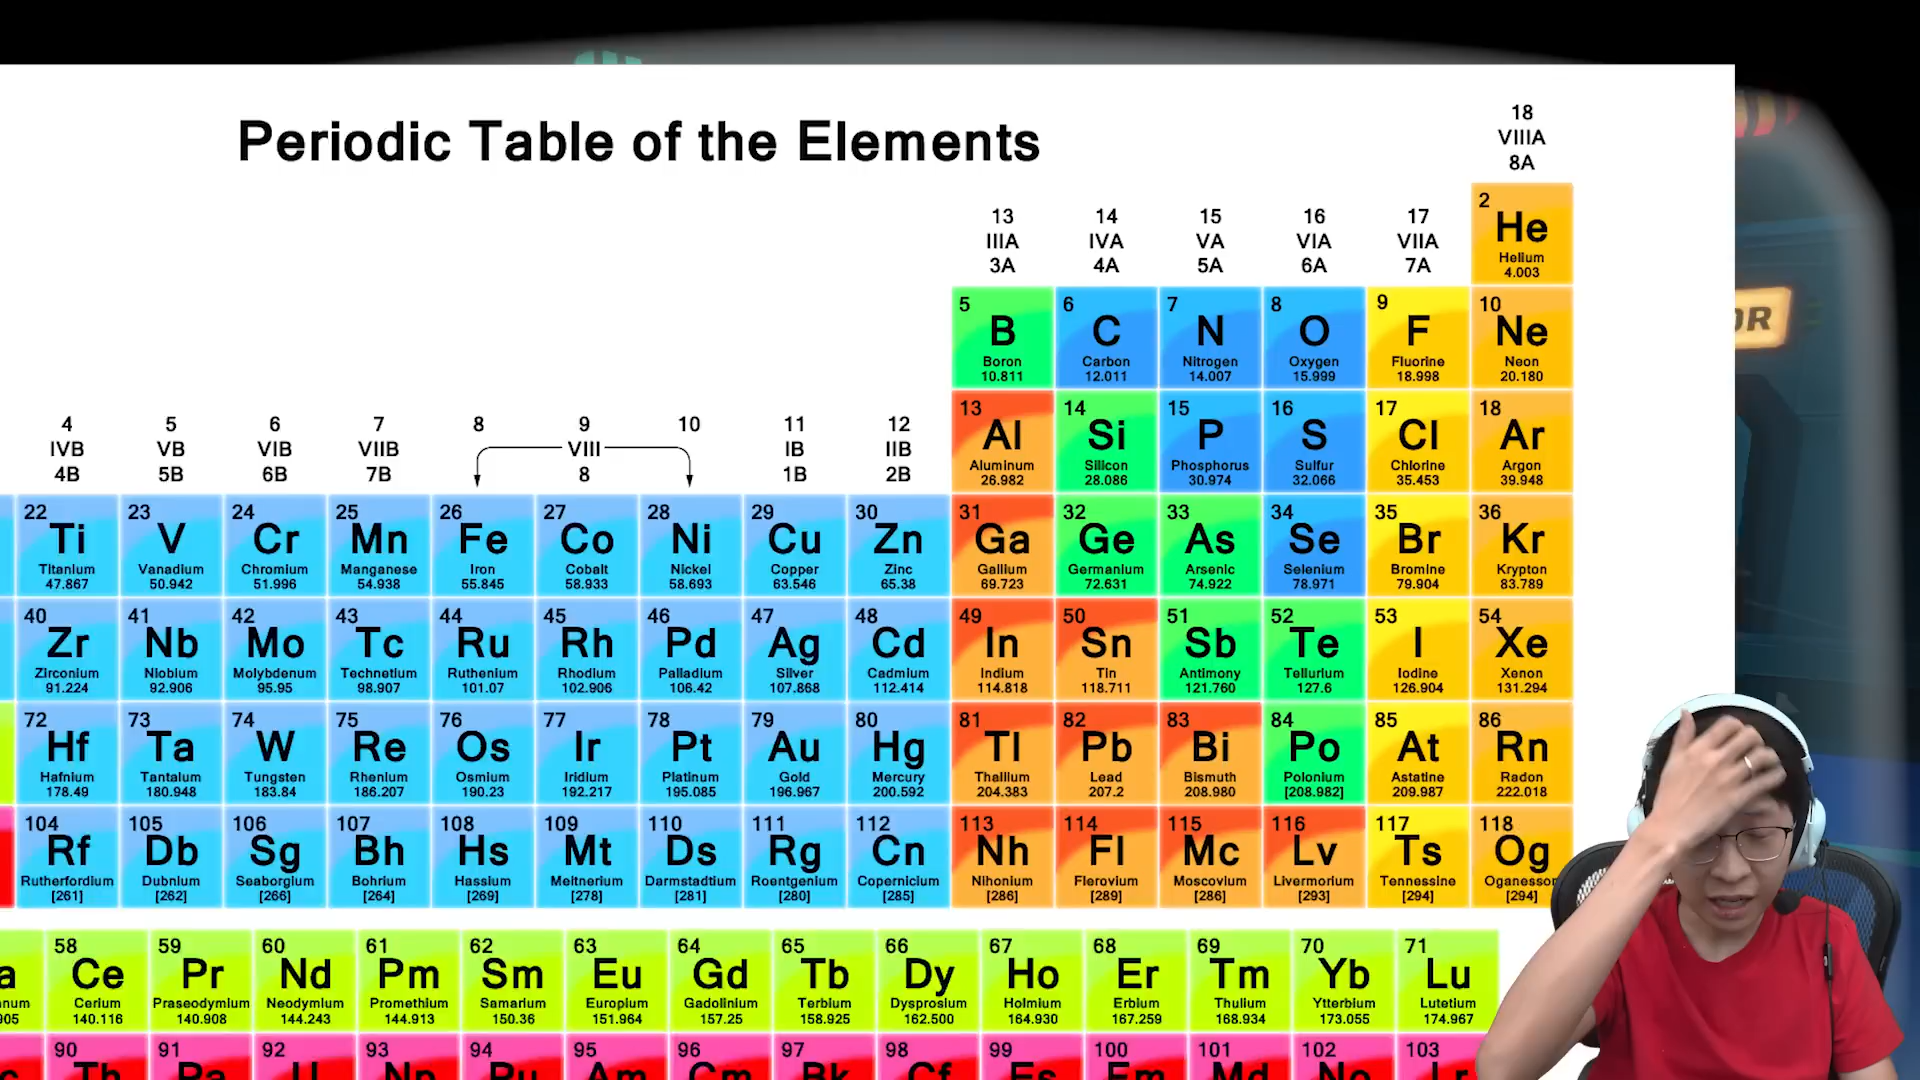 Periodic Table of the Elements
18
VIIIA
8A
13 14 15 16 17
IIIA IVA VA VIA VIIA
3A 4A 5A 6A 7A
2
He
Helium
4.003
5 6 7 8 9 10
B C N O F Ne
Boron Carbon Nitrogen Oxygen Fluorine Neon
10.811 12.011 14.007 15.999 18.998 20.180
13 14 15 16 17 18
Al Si P S Cl Ar
Aluminum Silicon Phosphorus Sulfur Chlorine Argon
26.982 28.086 30.974 32.066 35.453 39.948
4 5 6 7 8 9 10 11 12
IVB VB VIB VIIB VIII IB IIB
4B 5B 6B 7B 8 1B 2B
22 23 24 25 26 27 28 29 30 31 32 33 34 35 36
Ti V Cr Mn Fe Co Ni Cu Zn Ga Ge As Se Br Kr
Titanium Vanadium Chromium Manganese Iron Cobalt Nickel Copper Zinc Gallium Germanium Arsenic Selenium Bromine Krypton
47.867 50.942 51.996 54.938 55.845 58.933 58.693 63.546 65.38 69.723 72.631 74.922 78.971 79.904 83.789
40 41 42 43 44 45 46 47 48 49 50 51 52 53 54
Zr Nb Mo Tc Ru Rh Pd Ag Cd In Sn Sb Te I Xe
Zirconium Niobium Molybdenum Technetium Ruthenium Rhodium Palladium Silver Cadmium Indium Tin Antimony Tellurium Iodine Xenon
91.224 92.906 95.95 98.907 101.07 102.906 106.42 107.868 112.414 114.818 118.711 121.760 127.6 126.904 131.294
72 73 74 75 76 77 78 79 80 81 82 83 84 85 86
Hf Ta W Re Os Ir Pt Au Hg Tl Pb Bi Po At Rn
Hafnium Tantalum Tungsten Rhenium Osmium Iridium Platinum Gold Mercury Thallium Lead Bismuth Polonium Astatine Radon
178.49 180.948 183.84 186.207 190.23 192.217 195.085 196.967 200.592 204.383 207.2 208.980 [208.982] 209.987 222.018
104 105 106 107 108 109 110 111 112 113 114 115 116 117 118
Rf Db Sg Bh Hs Mt Ds Rg Cn Nh Fl Mc Lv Ts Og
Rutherfordium Dubnium Seaborgium Bohrium Hassium Meitnerium Darmstadtium Roentgenium Copernicium Nihonium Flerovium Moscovium Livermorium Tennessine Oganesson
[261] [262] [266] [264] [269] [278] [281] [280] [285] [286] [289] [286] [293] [294] [294]
58 59 60 61 62 63 64 65 66 67 68 69 70 71
a Ce Pr Nd Pm Sm Eu Gd Tb Dy Ho Er Tm Yb Lu
num Cerium Praseodymium Neodymium Promethium Samarium Europium Gadolinium Terbium Dysprosium Holmium Erbium Thulium Ytterbium Lutetium
905 140.116 140.908 144.243 144.913 150.36 151.964 157.25 158.925 162.500 164.930 167.259 168.934 173.055 174.967
90 91 92 93 94 95 96 97 98 99 100 101 102 103
c Th Pa U Np Pu Am Cm Bk Cf Es Fm Md No Lr
OR